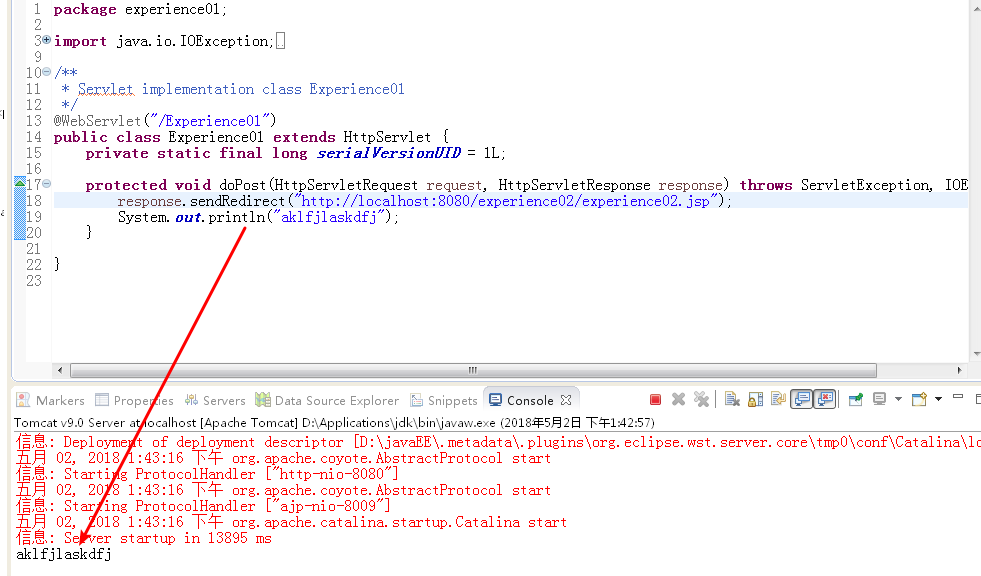 1 package experience01;
2
3 import java.io.IOException;
9
10 /**
11 * Servlet implementation class Experience01
12 */
13 @WebServlet("/Experience01")
14 public class Experience01 extends HttpServlet {
15 private static final long serialVersionUID = 1L;
16
17 protected void doPost(HttpServletRequest request, HttpServletResponse response) throws ServletException, IOE
18 response.sendRedirect("http://localhost:8080/experience02/experience02.jsp");
19 System.out.println("aklfjlaskdfj");
20 }
21
22 }
23
Markers Properties Servers Data Source Explorer Snippets Console
Tomcat v9.0 Server at localhost [Apache Tomcat] D:\Applications\jdk\bin\javaw.exe (2018年5月2日 下午1:42:57)
信息: Deployment of deployment descriptor [D:\javaEE\.metadata\.plugins\org.eclipse.wst.server.core\tmp0\conf\Catalina\lo
五月 02, 2018 1:43:16 下午 org.apache.coyote.AbstractProtocol start
信息: Starting ProtocolHandler ["http-nio-8080"]
五月 02, 2018 1:43:16 下午 org.apache.coyote.AbstractProtocol start
信息: Starting ProtocolHandler ["ajp-nio-8009"]
五月 02, 2018 1:43:16 下午 org.apache.catalina.startup.Catalina start
信息: Server startup in 13895 ms
aklfjlaskdfj